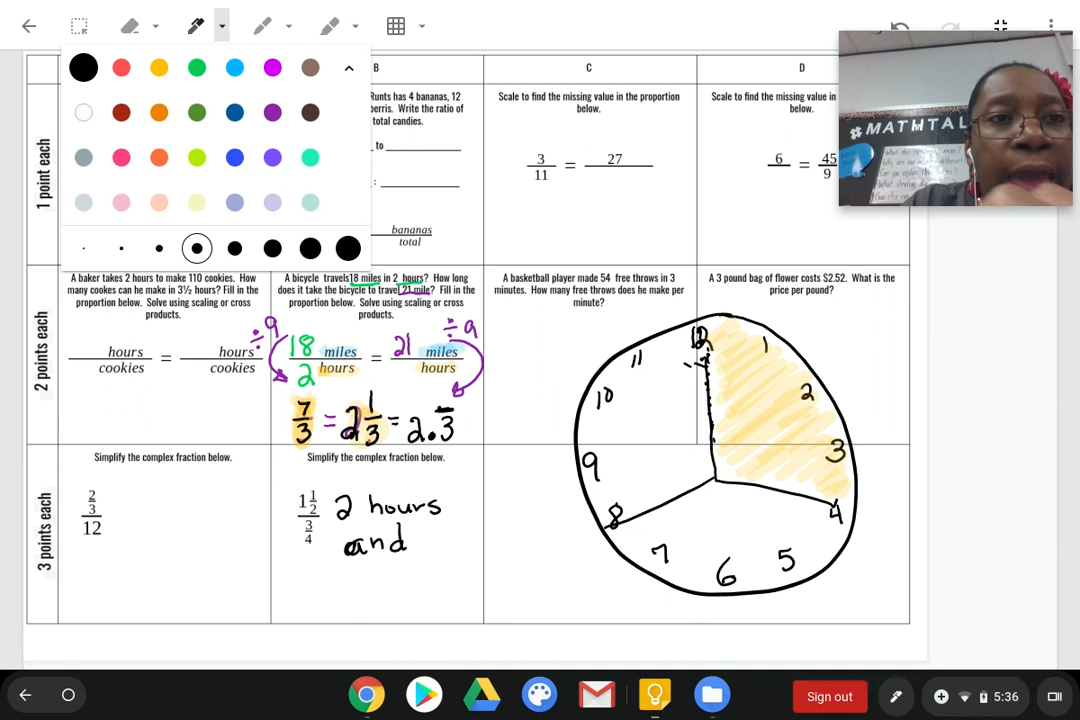 B
C
D
#MATHTAL
1 point each
Runts has 4 bananas, 12
berris. Write the ratio of
total candies.
to
:
bananas
total
Scale to find the missing value in the proportion
below.
3 = 27
11
Scale to find the missing value in
below.
6 = 45
9
2 points each
A baker takes 2 hours to make 110 cookies. How
many cookes can he make in 3½ hours? Fill in the
proportion below. Solve using scaling or cross
products.
hours = hours
cookies cookies
A bicycle travels 18 miles in 2 hours? How long
does it take the bicycle to travel 21 mile? Fill in the
proportion below. Solve using scaling or cross
products.
÷9 ÷9
18 miles = 21 miles
2 hours hours
7/3 = 2 1/3 = 2.3̅
A basketball player made 54 free throws in 3
minutes. How many free throws does he make per
minute?
A 3 pound bag of flower costs $2.52. What is the
price per pound?
12
1
2
3
4
5
6
7
8
9
10
11
3 points each
Simplify the complex fraction below.
2
3
12
Simplify the complex fraction below.
1 1/2
3/4
2 hours
and
Sign out
5:36